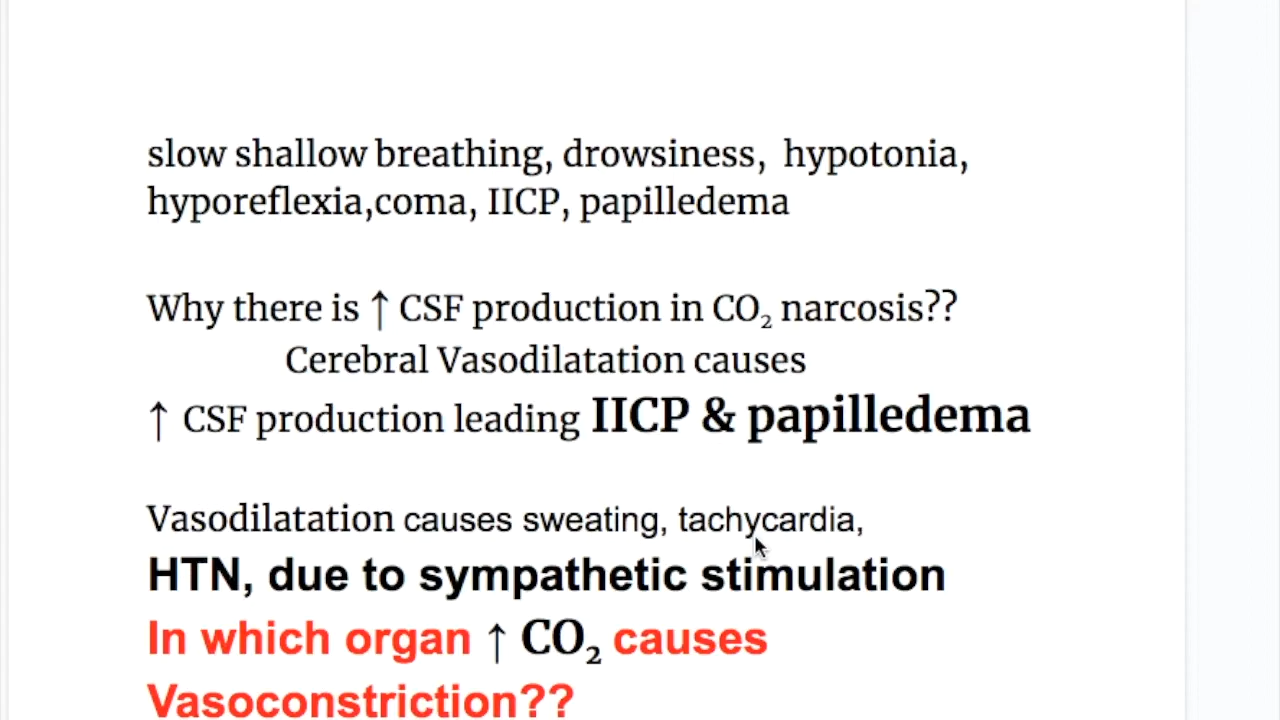 slow shallow breathing, drowsiness,  hypotonia,
hyporeflexia,coma, IICP, papilledema
Why there is ↑ CSF production in CO₂ narcosis??
Cerebral Vasodilatation causes
↑ CSF production leading IICP & papilledema
Vasodilatation causes sweating, tachycardia,
HTN, due to sympathetic stimulation
In which organ ↑ CO₂ causes
Vasoconstriction??